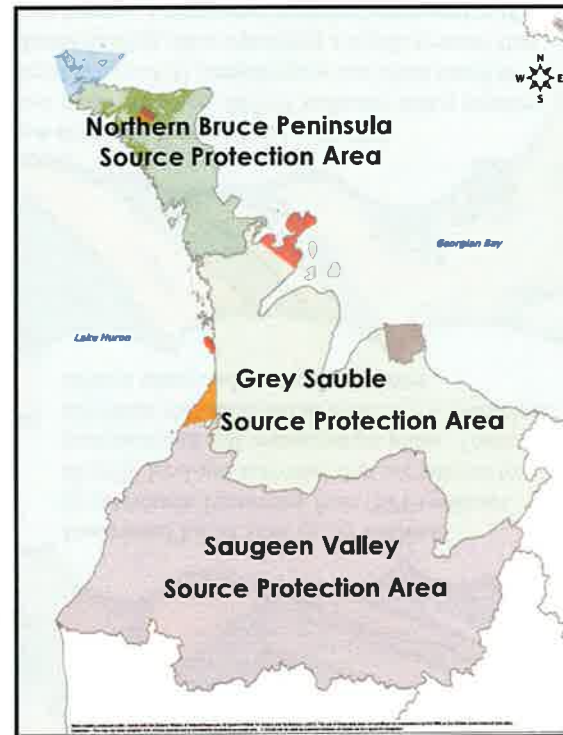 N
W E
S
Northern Bruce Peninsula
Source Protection Area
Georgian Bay
Lake Huron
Grey Sauble
Source Protection Area
Saugeen Valley
Source Protection Area